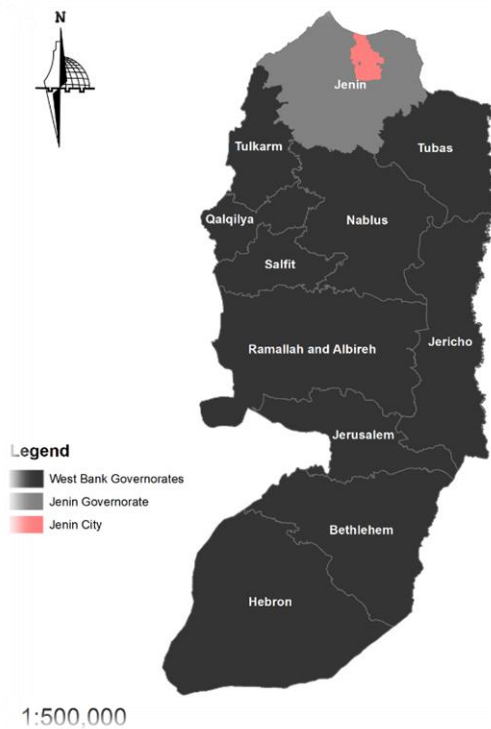 N
Jenin
Tulkarm
Tubas
Qalqilya
Nablus
Salfit
Ramallah and Albireh
Jericho
Jerusalem
Legend
West Bank Governorates
Jenin Governorate
Jenin City
Bethlehem
Hebron
1:500,000